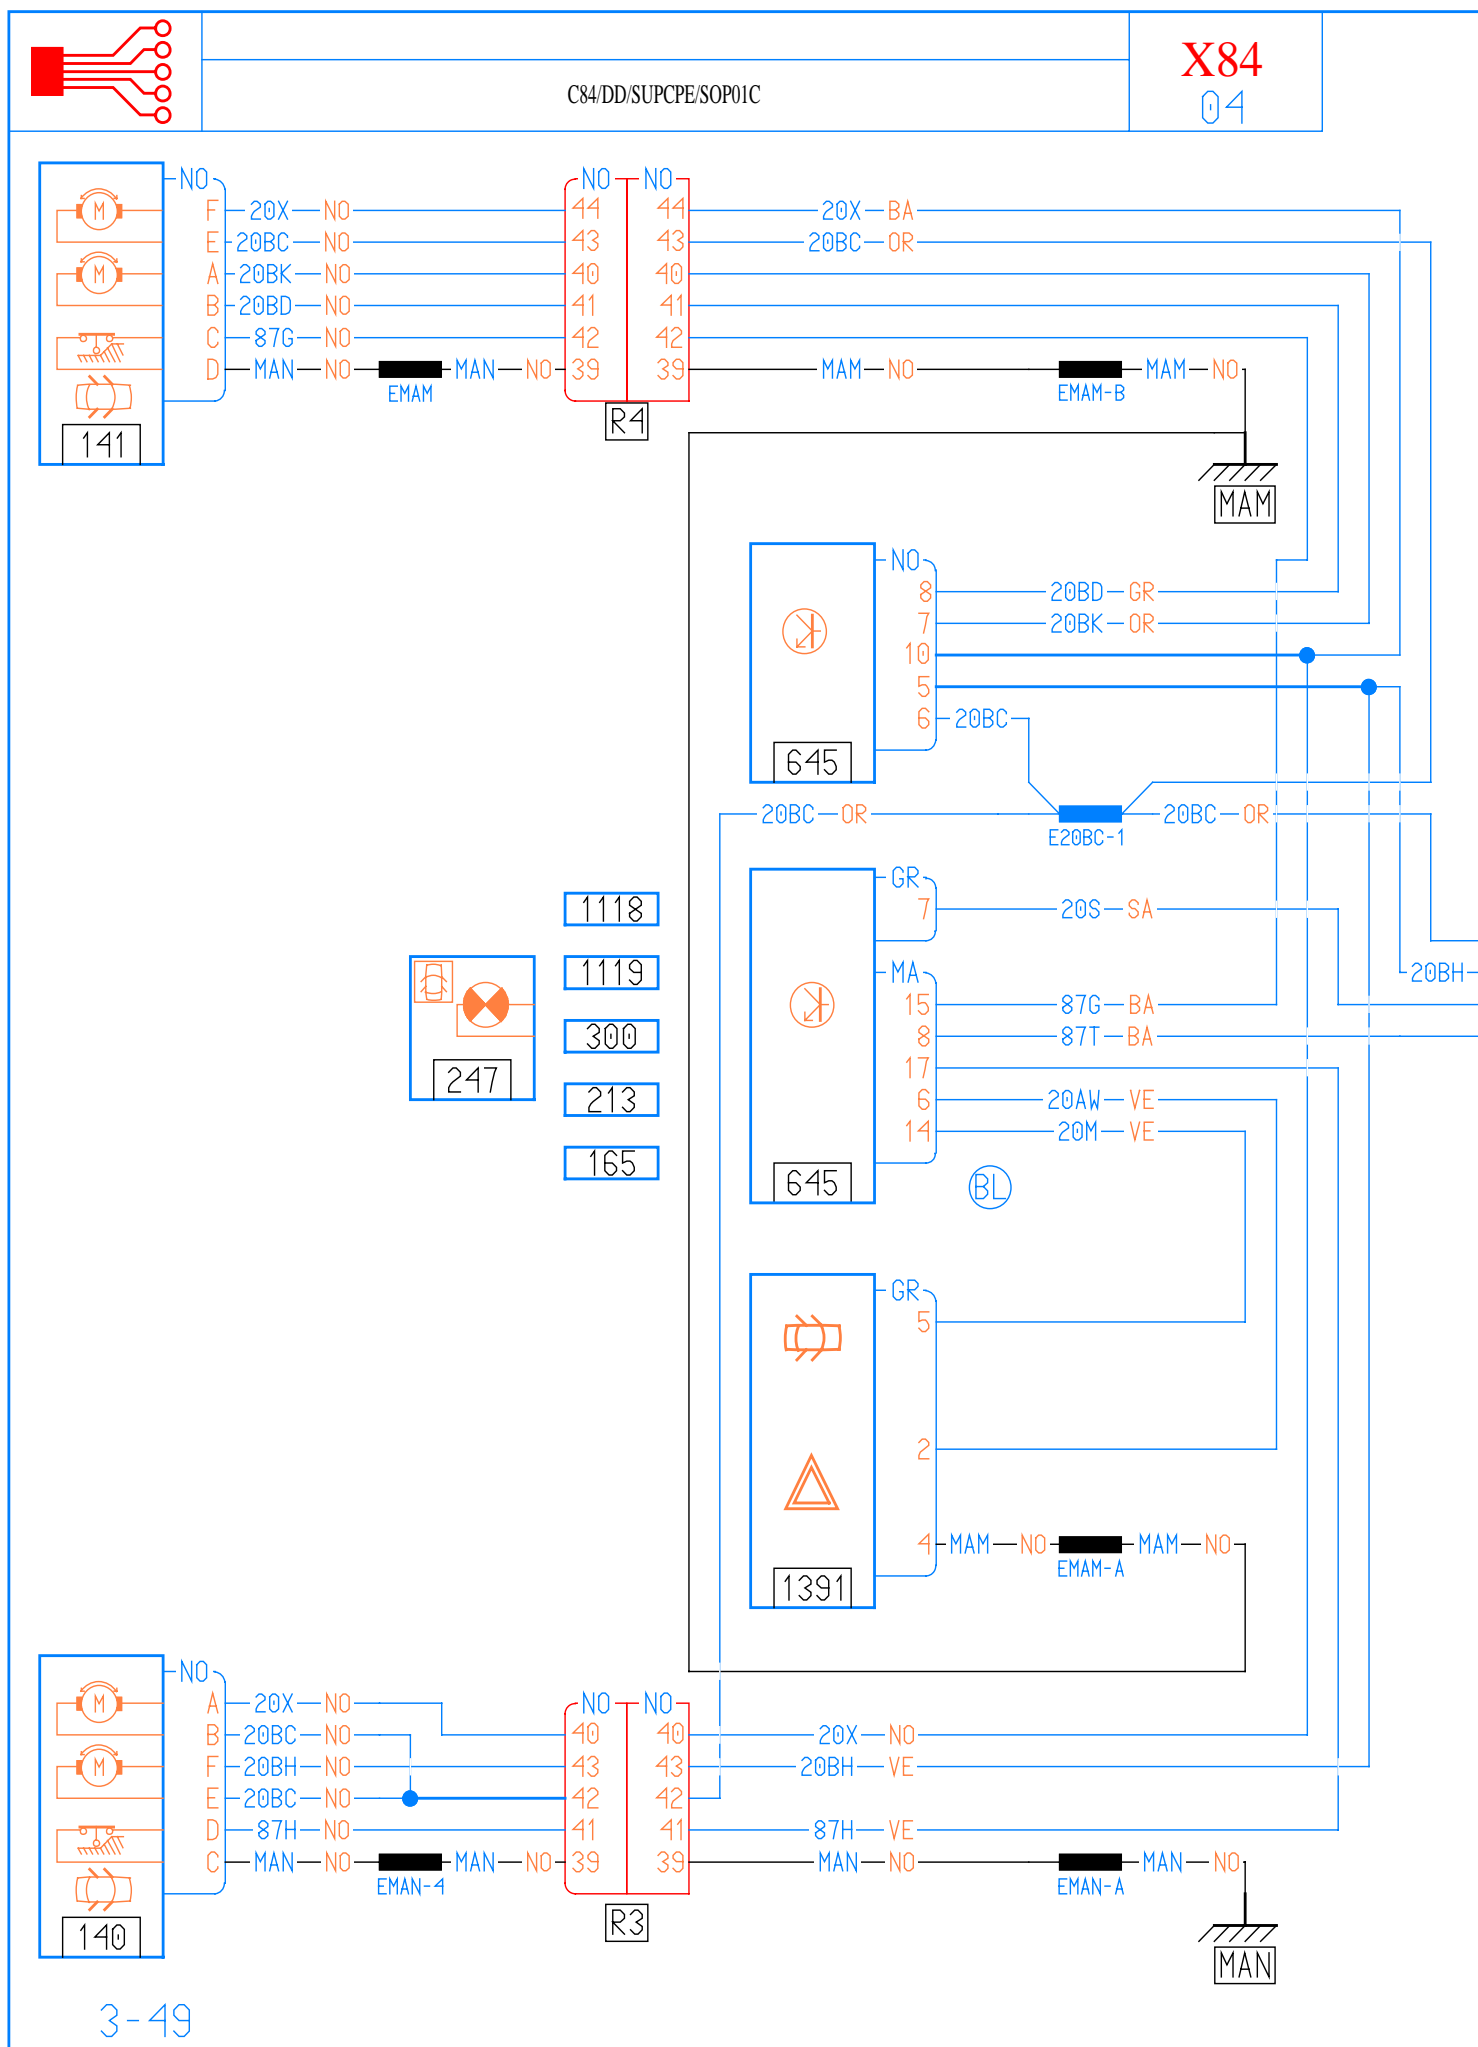 X84
C84/DD/SUPCPE/SOP01C
04
NO NO NO
F 20X NO 44 44 20X BA
E 20BC NO 43 43 20BC OR
A 20BK NO 40 40
B 20BD NO 41 41
C 87G NO 42 42
D MAN NO MAN NO 39 39 MAM NO MAM NO
EMAM EMAM-B
R4
141
MAM
NO
8 20BD GR
7 20BK OR
10
5
6 20BC
645
20BC OR 20BC OR
E20BC-1
GR
1118
7 20S SA
1119
MA
20BH
15 87G BA
300
8 87T BA
17
247
213
6 20AW VE
14 20M VE
165
645
BL
GR
5
2
4 MAM NO MAM NO
EMAM-A
1391
NO NO NO
A 20X NO
B 20BC NO 40 40 20X NO
F 20BH NO 43 43 20BH VE
E 20BC NO 42 42
D 87H NO 41 41 87H VE
C MAN NO MAN NO 39 39 MAN NO MAN NO
EMAN-4 EMAN-A
R3
140
MAN
3-49